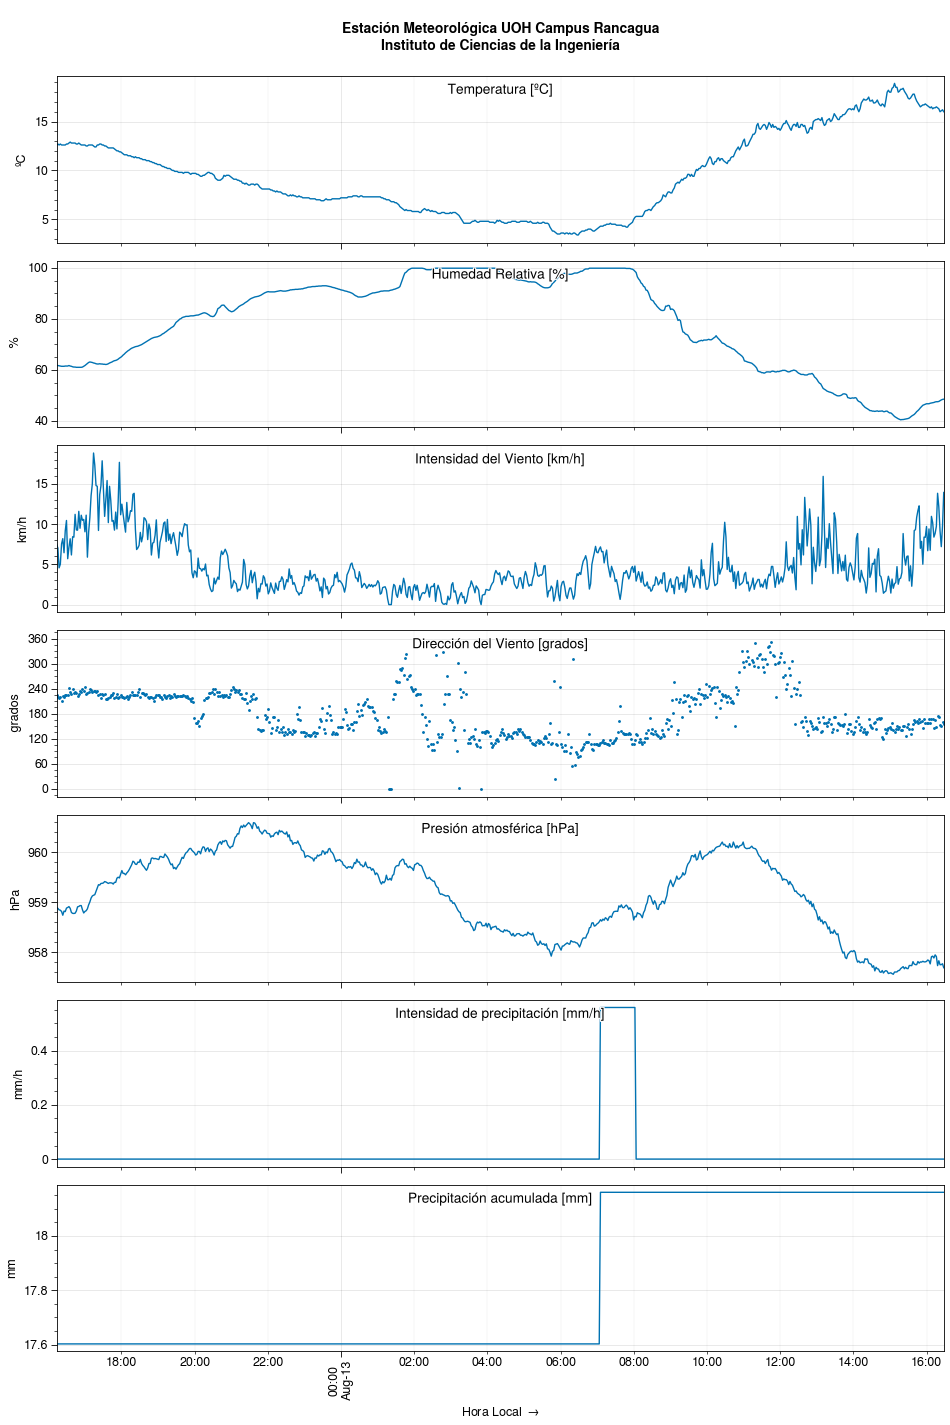 Estación Meteorológica UOH Campus Rancagua
Instituto de Ciencias de la Ingeniería
Temperatura [ºC]
15
10
5
ºC
Humedad Relativa [%]
100
80
60
40
%
Intensidad del Viento [km/h]
15
10
5
0
km/h
Dirección del Viento [grados]
360
300
240
180
120
60
0
grados
Presión atmosférica [hPa]
960
959
958
hPa
Intensidad de precipitación [mm/h]
0.4
0.2
0
mm/h
Precipitación acumulada [mm]
18
17.8
17.6
mm
18:00
20:00
22:00
00:00
Aug-13
02:00
04:00
06:00
08:00
10:00
12:00
14:00
16:00
Hora Local →